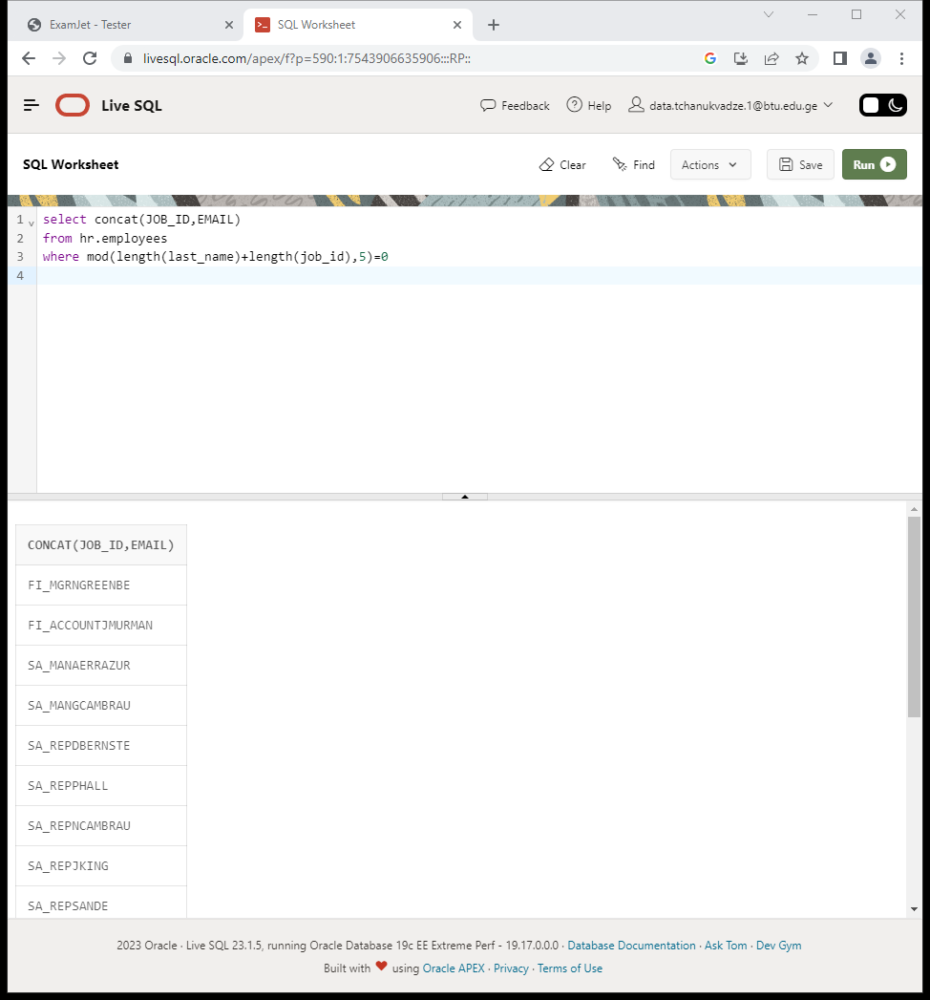 ExamJet - Tester
SQL Worksheet
livesql.oracle.com/apex/f?p=590:1:7543906635906:::RP::
Live SQL
Feedback
Help
data.tchanukvadze.1@btu.edu.ge
SQL Worksheet
Clear
Find
Actions
Save
Run
1 select concat(JOB_ID,EMAIL)
2 from hr.employees
3 where mod(length(last_name)+length(job_id),5)=0
4
CONCAT(JOB_ID,EMAIL)
FI_MGRNGREENBE
FI_ACCOUNTJMURMAN
SA_MANAERRAZUR
SA_MANGCAMBRAU
SA_REPDBERNSTE
SA_REPPHALL
SA_REPNCAMBRAU
SA_REPJKING
SA_REPSANDE
2023 Oracle · Live SQL 23.1.5, running Oracle Database 19c EE Extreme Perf - 19.17.0.0.0 · Database Documentation · Ask Tom · Dev Gym
Built with ❤ using Oracle APEX · Privacy · Terms of Use